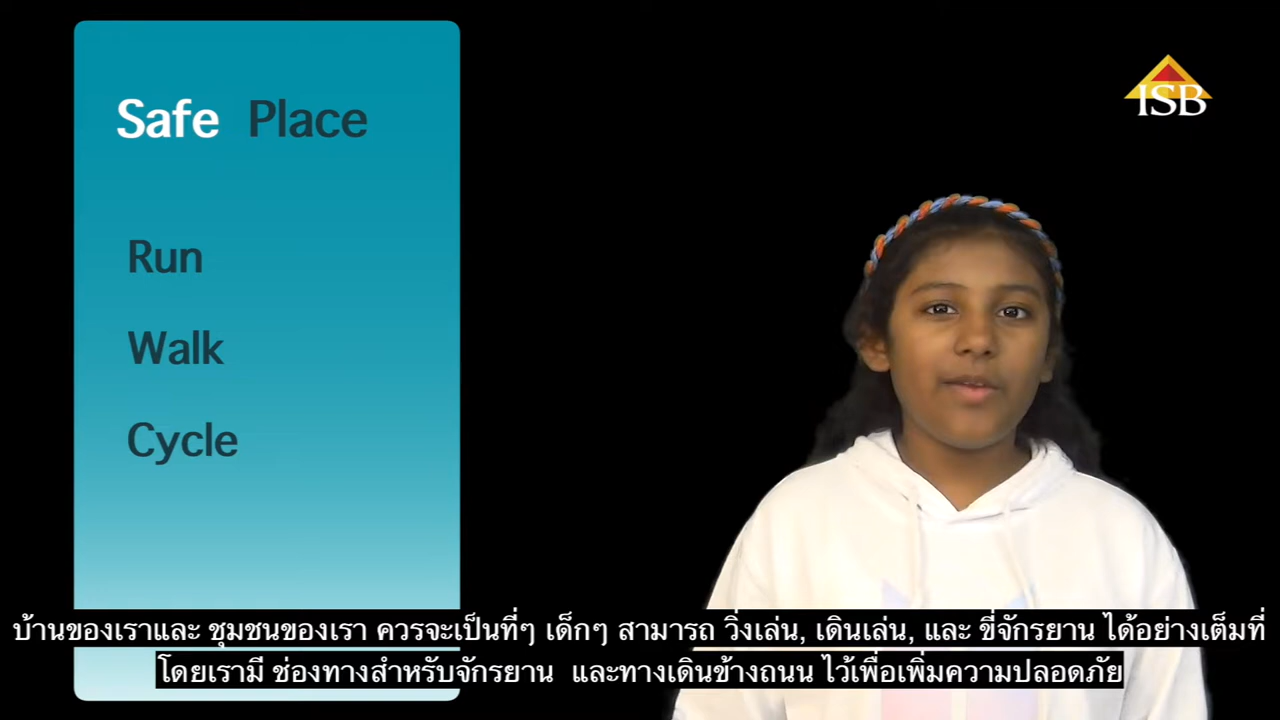 Safe Place
ISB
Run
Walk
Cycle
บ้านของเราและ ชุมชนของเรา ควรจะเป็นที่ๆ เด็กๆ สามารถ วิ่งเล่น, เดินเล่น, และ ขี่จักรยาน ได้อย่างเต็มที่
โดยเรามี ช่องทางสำหรับจักรยาน และทางเดินข้างถนน ไว้เพื่อเพิ่มความปลอดภัย